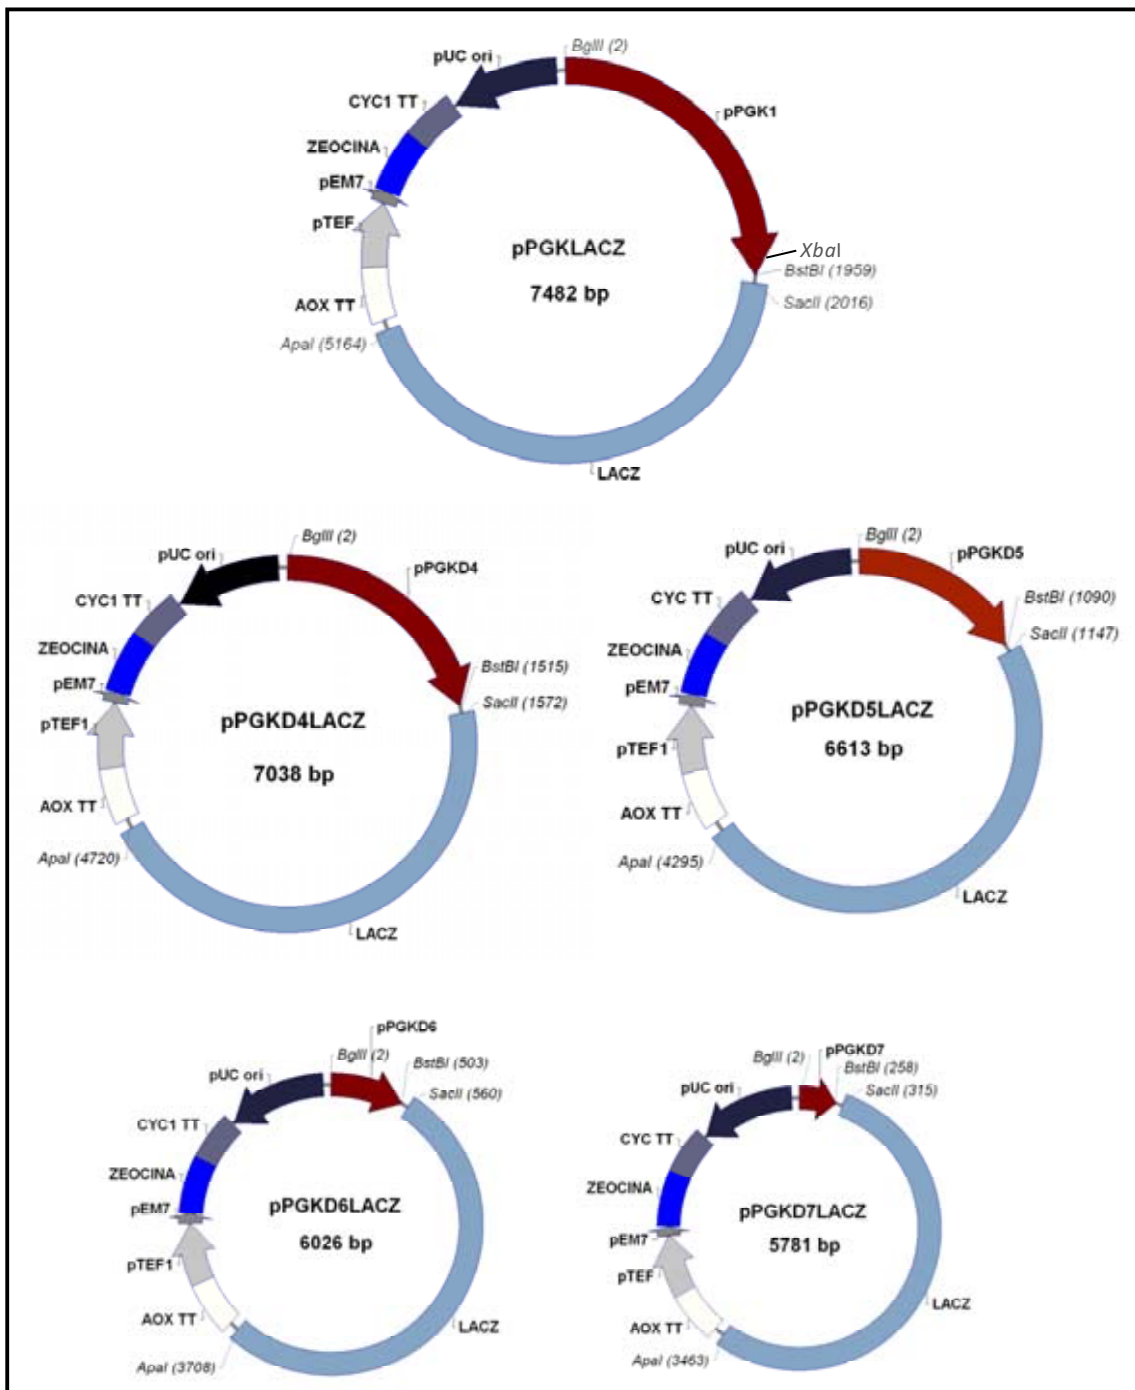 BglII (2)
pUC ori
pPGK1
CYC1 TT
ZEOCINA
pEM7
pTEF
AOX TT
pPGKLACZ
7482 bp
XbaI
BstBI (1959)
SacII (2016)
ApaI (5164)
LACZ
BglII (2)
pUC ori
pPGKD4
CYC1 TT
ZEOCINA
pEM7
pTEF1
AOX TT
pPGKD4LACZ
7038 bp
BstBI (1515)
SacII (1572)
ApaI (4720)
LACZ
BglII (2)
pUC ori
pPGKD5
CYC TT
ZEOCINA
pEM7
pTEF1
AOX TT
pPGKD5LACZ
6613 bp
BstBI (1090)
SacII (1147)
ApaI (4295)
LACZ
pPGKD6
BglII (2)
BstBI (503)
SacII (560)
pUC ori
CYC1 TT
ZEOCINA
pEM7
pTEF1
AOX TT
pPGKD6LACZ
6026 bp
ApaI (3708)
LACZ
pPGKD7
BglII (2)
BstBI (258)
SacII (315)
pUC ori
CYC TT
ZEOCINA
pEM7
pTEF
AOX TT
pPGKD7LACZ
5781 bp
ApaI (3463)
LACZ